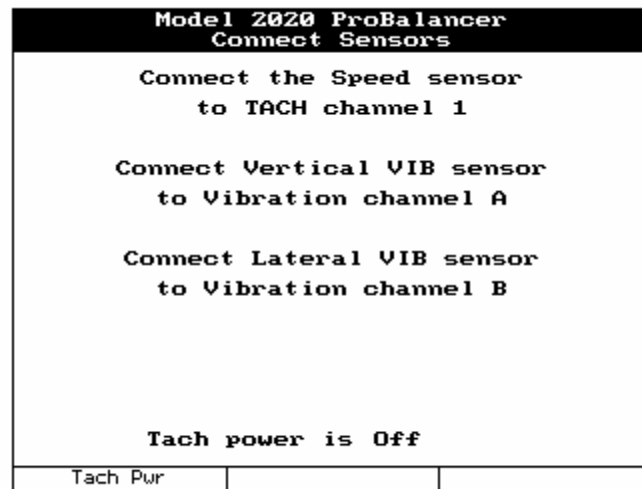 Model 2020 ProBalancer
Connect Sensors
Connect the Speed sensor
to TACH channel 1
Connect Vertical VIB sensor
to Vibration channel A
Connect Lateral VIB sensor
to Vibration channel B
Tach power is Off
Tach Pwr